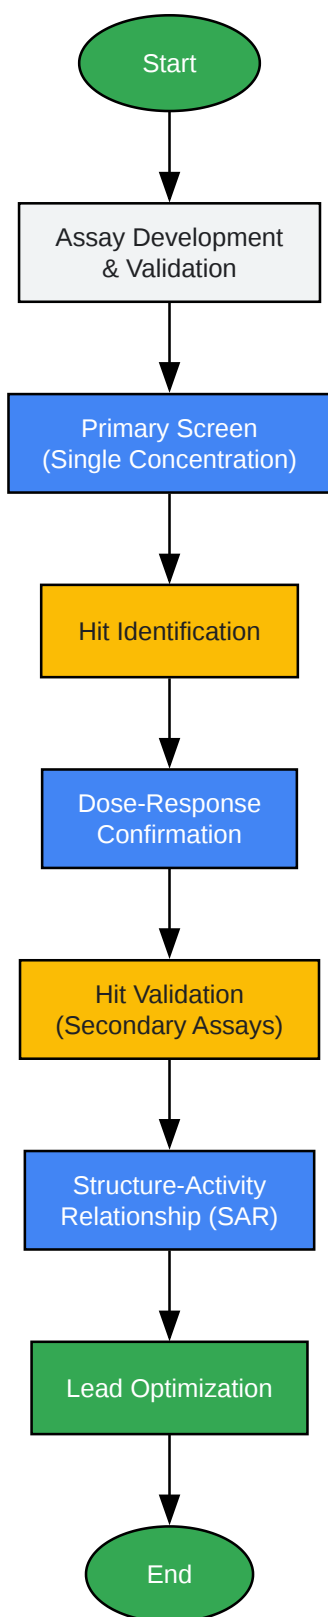 Start
Assay Development
& Validation
Primary Screen
(Single Concentration)
Hit Identification
Dose-Response
Confirmation
Hit Validation
(Secondary Assays)
Structure-Activity
Relationship (SAR)
Lead Optimization
End